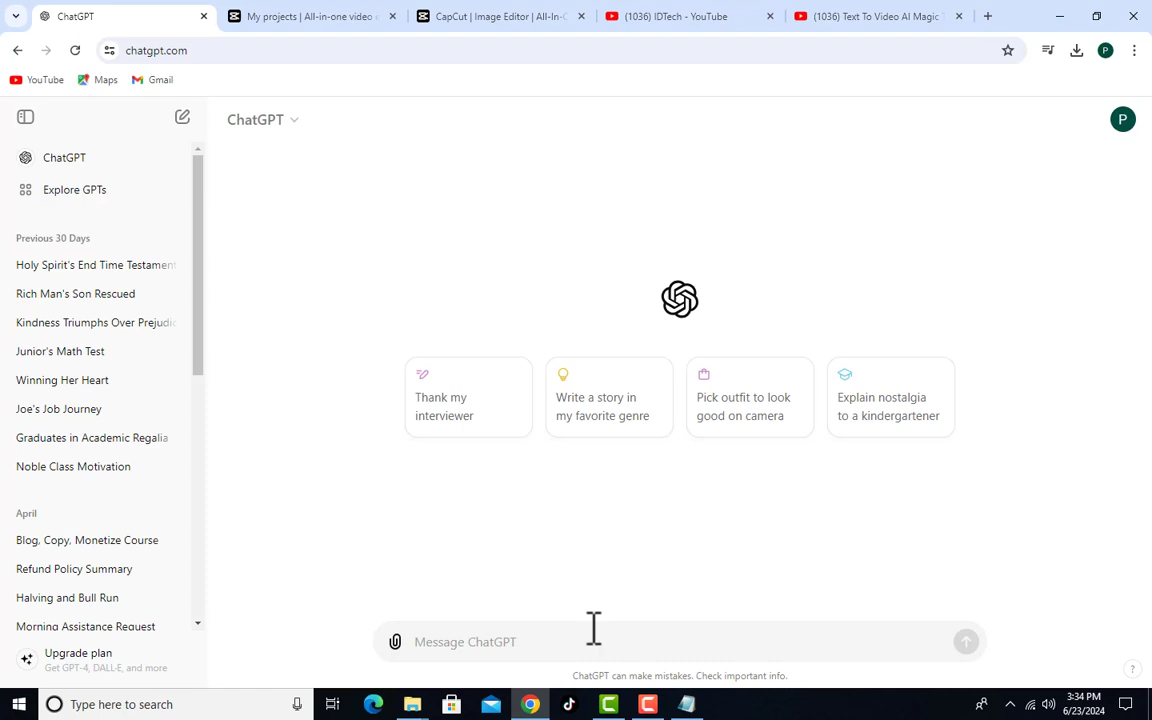 ChatGPT
My projects | All-in-one video e
CapCut | Image Editor | All-In-C
(1036) IDTech - YouTube
(1036) Text To Video AI Magic T
chatgpt.com
P
YouTube
Maps
Gmail
ChatGPT
P
ChatGPT
Explore GPTs
Previous 30 Days
Holy Spirit's End Time Testament
Rich Man's Son Rescued
Kindness Triumphs Over Prejudic
Junior's Math Test
Winning Her Heart
Joe's Job Journey
Graduates in Academic Regalia
Noble Class Motivation
April
Blog, Copy, Monetize Course
Refund Policy Summary
Halving and Bull Run
Morning Assistance Request
Upgrade plan
Get GPT-4, DALL·E, and more
Thank my
interviewer
Write a story in
my favorite genre
Pick outfit to look
good on camera
Explain nostalgia
to a kindergartener
Message ChatGPT
ChatGPT can make mistakes. Check important info.
?
Type here to search
3:34 PM
6/23/2024